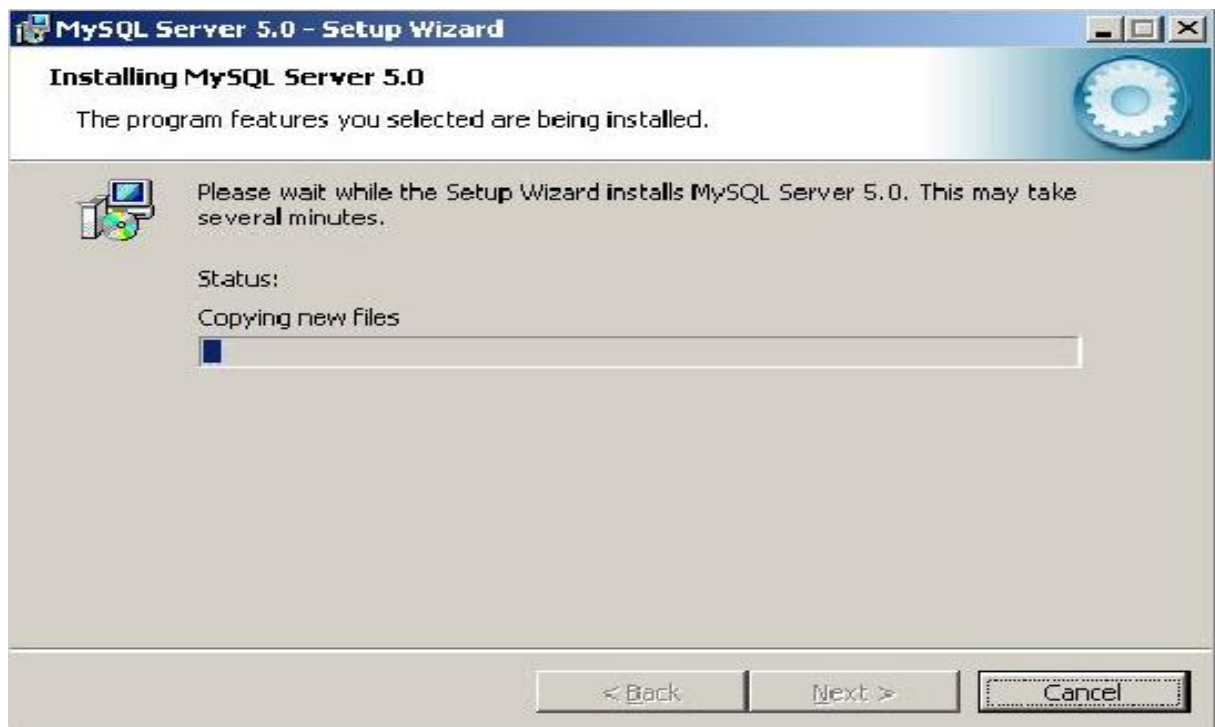 MySQL Server 5.0 - Setup Wizard
Installing MySQL Server 5.0
The program features you selected are being installed.
Please wait while the Setup Wizard installs MySQL Server 5.0. This may take
several minutes.
Status:
Copying new files
< Back Next > Cancel